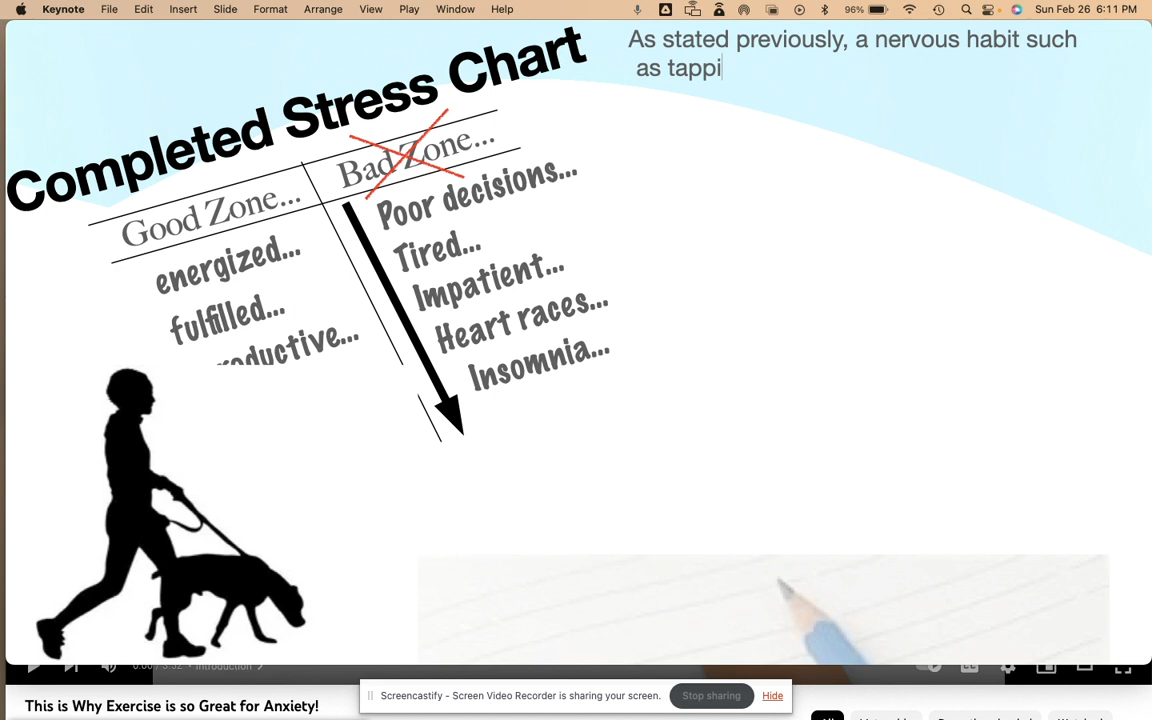 Keynote File Edit Insert Slide Format Arrange View Play Window Help 96% Sun Feb 26 6:11 PM
As stated previously, a nervous habit such
as tappi
Completed Stress Chart
Good Zone... Bad Zone...
energized...
fulfilled...
roductive...
Poor decisions...
Tired...
Impatient...
Heart races...
Insomnia...
Introduction
Screencastify - Screen Video Recorder is sharing your screen. Stop sharing Hide
This is Why Exercise is so Great for Anxiety!